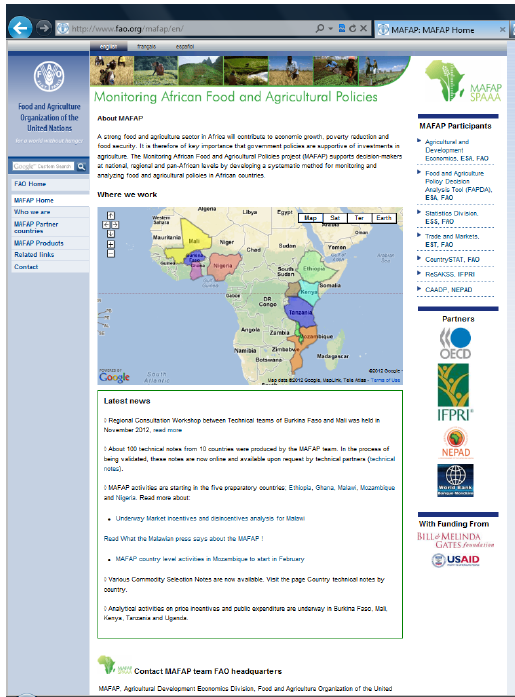 http://www.fao.org/mafap/en/
MAFAP: MAFAP Home
english français español
Food and Agriculture
Organization of the
United Nations
for a world without hunger
Google™ Custom Search
FAO Home
MAFAP Home
Who we are
MAFAP Partner
countries
MAFAP Products
Related links
Contact
Monitoring African Food and Agricultural Policies
About MAFAP
A strong food and agriculture sector in Africa will contribute to economic growth, poverty reduction and
food security. It is therefore of key importance that government policies are supportive of investments in
agriculture. The Monitoring African Food and Agricultural Policies project (MAFAP) supports decision-makers
at national, regional and pan-African levels by developing a systematic method for monitoring and
analyzing food and agricultural policies in African countries.
Where we work
Map Sat Ter Earth
Algeria
Libya
Egypt
Western
Sahara
Oman
Mauritania
Mali
Niger
Chad
Sudan
Yemen
Burkina
Faso
Guinea
Ghana
Nigeria
South
Sudan
Ethiopia
Somalia
Kenya
Gabon
DR
Congo
Tanzania
Angola
Zambia
Mozambique
Zimbabwe
Namibia
Botswana
Madagascar
South
Atlantic
POWERED BY
Google
©2012 Google
Map data ©2012 Google, MapLink, Tele Atlas - Terms of Use
Latest news
◊ Regional Consultation Workshop between Technical teams of Burkina Faso and Mali was held in
November 2012, read more
◊ About 100 technical notes from 10 countries were produced by the MAFAP team. In the process of
being validated, these notes are now online and available upon request by technical partners (technical
notes).
◊ MAFAP activities are starting in the five preparatory countries: Ethiopia, Ghana, Malawi, Mozambique
and Nigeria. Read more about:
• Underway Market incentives and disincentives analysis for Malawi
Read What the Malawian press says about the MAFAP !
• MAFAP country level activities in Mozambique to start in February
◊ Various Commodity Selection Notes are now available. Visit the page Country technical notes by
country.
◊ Analytical activities on price incentives and public expenditure are underway in Burkina Faso, Mali,
Kenya, Tanzania and Uganda.
MAFAP
SPAAA
Contact MAFAP team FAO headquarters
MAFAP, Agricultural Development Economics Division, Food and Agriculture Organization of the United
MAFAP
SPAAA
MAFAP Participants
Agricultural and
Development
Economics, ESA, FAO
Food and Agriculture
Policy Decision
Analysis Tool (FAPDA),
ESA, FAO
Statistics Division,
ESS, FAO
Trade and Markets,
EST, FAO
CountrySTAT, FAO
ReSAKSS, IFPRI
CAADP, NEPAD
Partners
OECD
IFPRI®
NEPAD
World Bank
Banque Mondiale
With Funding From
BILL & MELINDA
GATES foundation
USAID